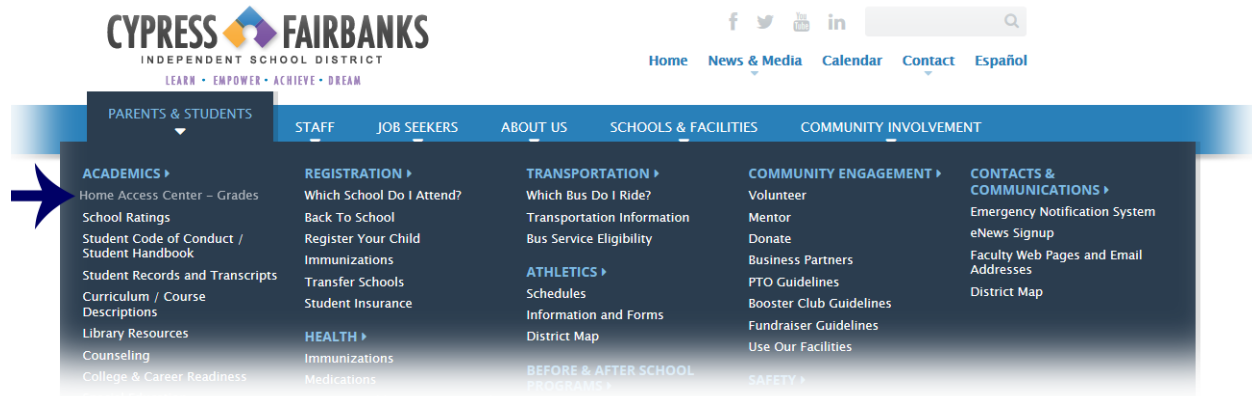 CYPRESS FAIRBANKS
INDEPENDENT SCHOOL DISTRICT
LEARN • EMPOWER • ACHIEVE • DREAM
f You Tube in
Home News & Media Calendar Contact Español
PARENTS & STUDENTS STAFF JOB SEEKERS ABOUT US SCHOOLS & FACILITIES COMMUNITY INVOLVEMENT
ACADEMICS
Home Access Center – Grades
School Ratings
Student Code of Conduct /
Student Handbook
Student Records and Transcripts
Curriculum / Course
Descriptions
Library Resources
Counseling
College & Career Readiness
REGISTRATION
Which School Do I Attend?
Back To School
Register Your Child
Immunizations
Transfer Schools
Student Insurance
HEALTH
Immunizations
Medications
TRANSPORTATION
Which Bus Do I Ride?
Transportation Information
Bus Service Eligibility
ATHLETICS
Schedules
Information and Forms
District Map
BEFORE & AFTER SCHOOL
PROGRAMS
COMMUNITY ENGAGEMENT
Volunteer
Mentor
Donate
Business Partners
PTO Guidelines
Booster Club Guidelines
Fundraiser Guidelines
Use Our Facilities
SAFETY
CONTACTS &
COMMUNICATIONS
Emergency Notification System
eNews Signup
Faculty Web Pages and Email
Addresses
District Map